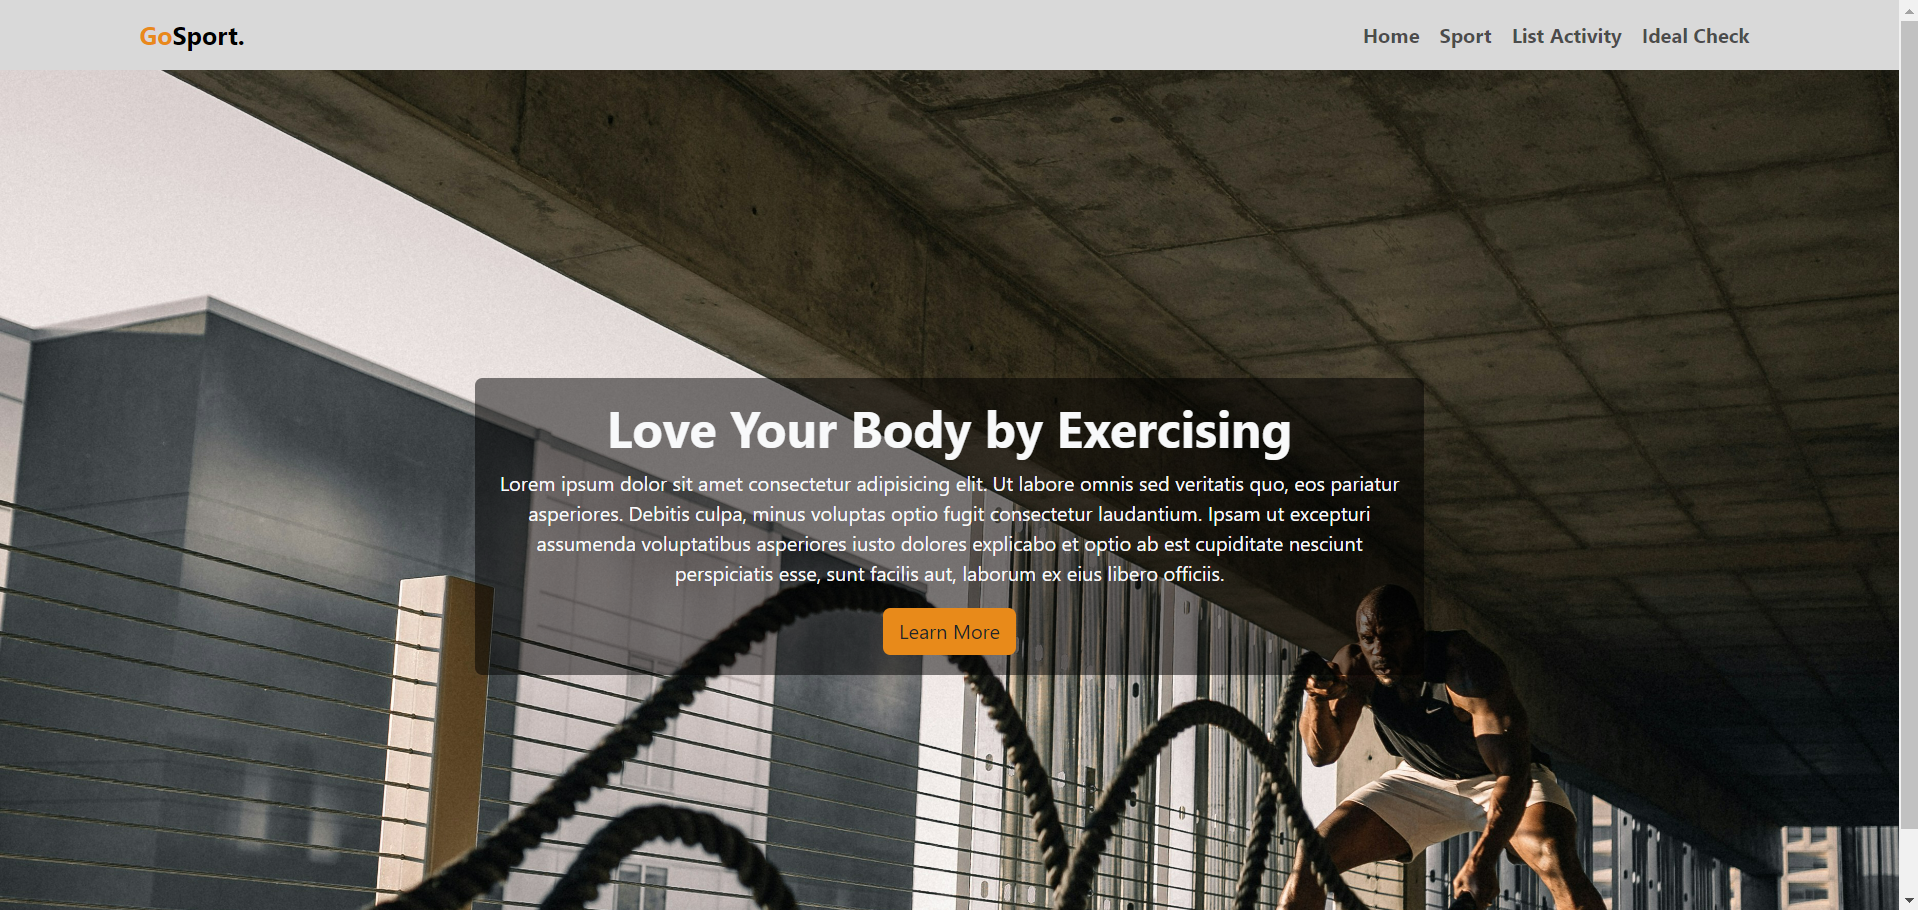 GoSport.
Home Sport List Activity Ideal Check
Love Your Body by Exercising
Lorem ipsum dolor sit amet consectetur adipisicing elit. Ut labore omnis sed veritatis quo, eos pariatur
asperiores. Debitis culpa, minus voluptas optio fugit consectetur laudantium. Ipsam ut excepturi
assumenda voluptatibus asperiores iusto dolores explicabo et optio ab est cupiditate nesciunt
perspiciatis esse, sunt facilis aut, laborum ex eius libero officiis.
Learn More